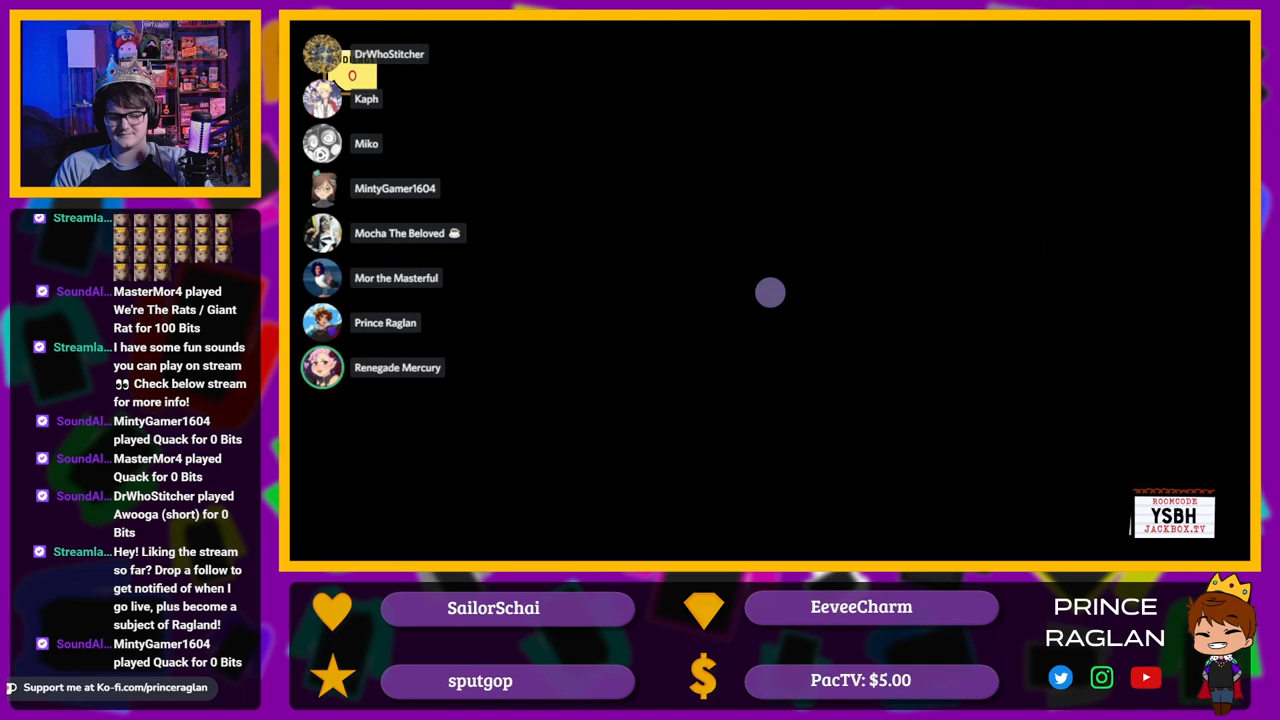 Streamla...
MasterMor4 played
SoundAl...
We're The Rats / Giant
Rat for 100 Bits
Streamla...
I have some fun sounds
you can play on stream
👀 Check below stream
for more info!
SoundAl...
MintyGamer1604
played Quack for 0 Bits
SoundAl...
MasterMor4 played
Quack for 0 Bits
SoundAl...
DrWhoStitcher played
Awooga (short) for 0
Bits
Streamla...
Hey! Liking the stream
so far? Drop a follow to
get notified of when I
go live, plus become a
subject of Ragland!
SoundAl...
MintyGamer1604
played Quack for 0 Bits
Support me at Ko-fi.com/princeraglan
DrWhoStitcher
0
Kaph
Miko
MintyGamer1604
Mocha The Beloved ☕
Mor the Masterful
Prince Raglan
Renegade Mercury
ROOMCODE
YSBH
JACKBOX.TV
SailorSchai
EeveeCharm
sputgop
PacTV: $5.00
PRINCE
RAGLAN